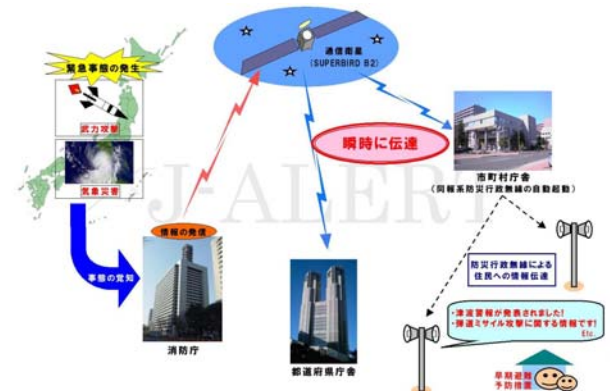 通信衛星
(SUPERBIRD B2)
緊急事態の発生
武力攻撃
気象災害
瞬時に伝達
市町村庁舎
(同報系防災行政無線の自動起動)
J-ALERT
情報の発信
事態の覚知
消防庁
都道府県庁舎
防災行政無線による
住民への情報伝達
・津波警報が発表されました!
・弾道ミサイル攻撃に関する情報です!
Etc.
早期避難
予防措置